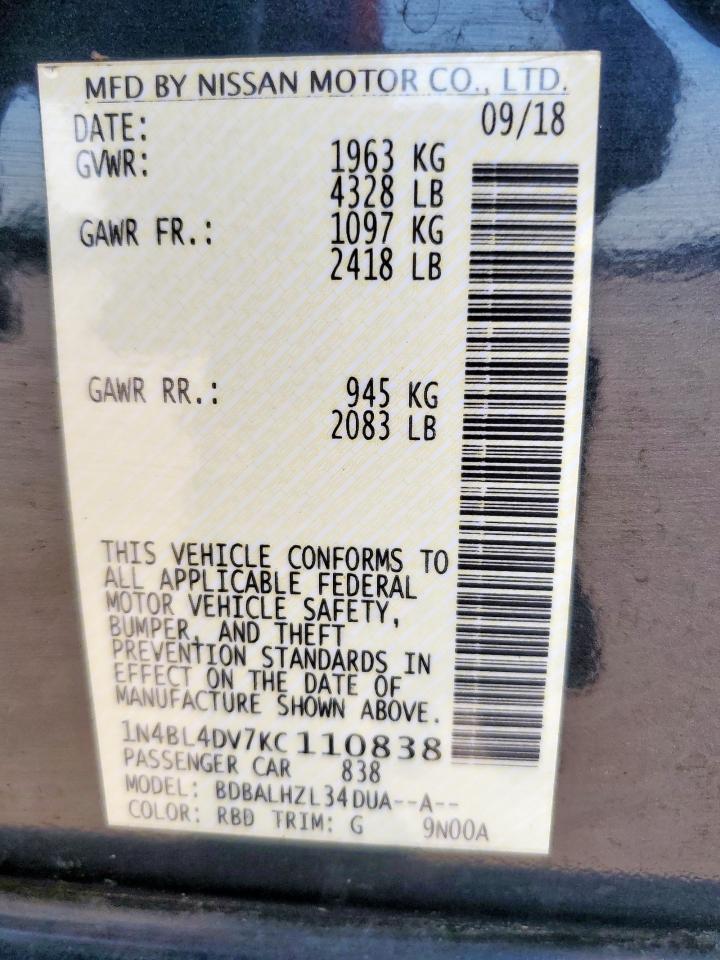 MFD BY NISSAN MOTOR CO., LTD.
DATE: 09/18
GVWR: 1963 KG
4328 LB
GAWR FR.: 1097 KG
2418 LB
GAWR RR.: 945 KG
2083 LB
THIS VEHICLE CONFORMS TO
ALL APPLICABLE FEDERAL
MOTOR VEHICLE SAFETY,
BUMPER, AND THEFT
PREVENTION STANDARDS IN
EFFECT ON THE DATE OF
MANUFACTURE SHOWN ABOVE.
1N4BL4DV7KC110838
PASSENGER CAR 838
MODEL: BDBALHZL34DUA--A--
COLOR: RBD TRIM: G 9N00A